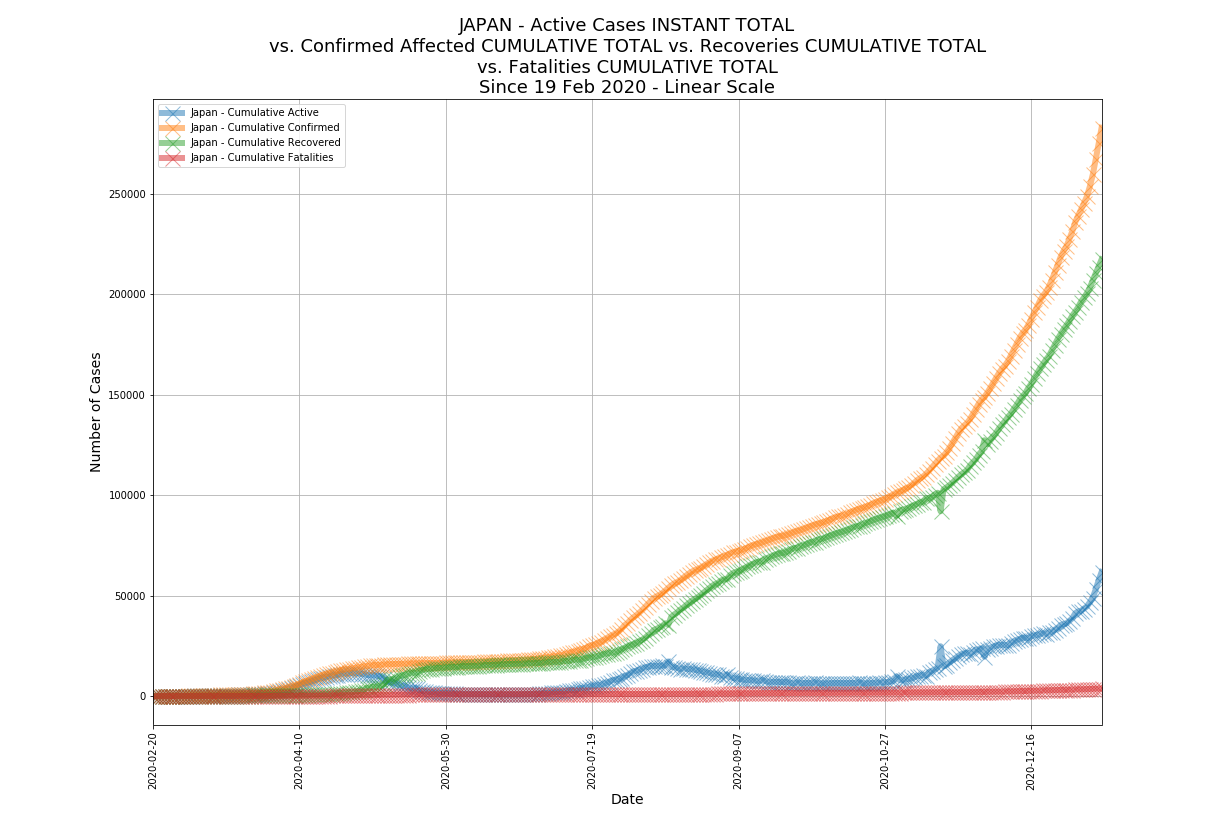 JAPAN - Active Cases INSTANT TOTAL
vs. Confirmed Affected CUMULATIVE TOTAL vs. Recoveries CUMULATIVE TOTAL
vs. Fatalities CUMULATIVE TOTAL
Since 19 Feb 2020 - Linear Scale
Japan - Cumulative Active
Japan - Cumulative Confirmed
Japan - Cumulative Recovered
Japan - Cumulative Fatalities
Number of Cases
250000
200000
150000
100000
50000
0
2020-02-20
2020-04-10
2020-05-30
2020-07-19
2020-09-07
2020-10-27
2020-12-16
Date